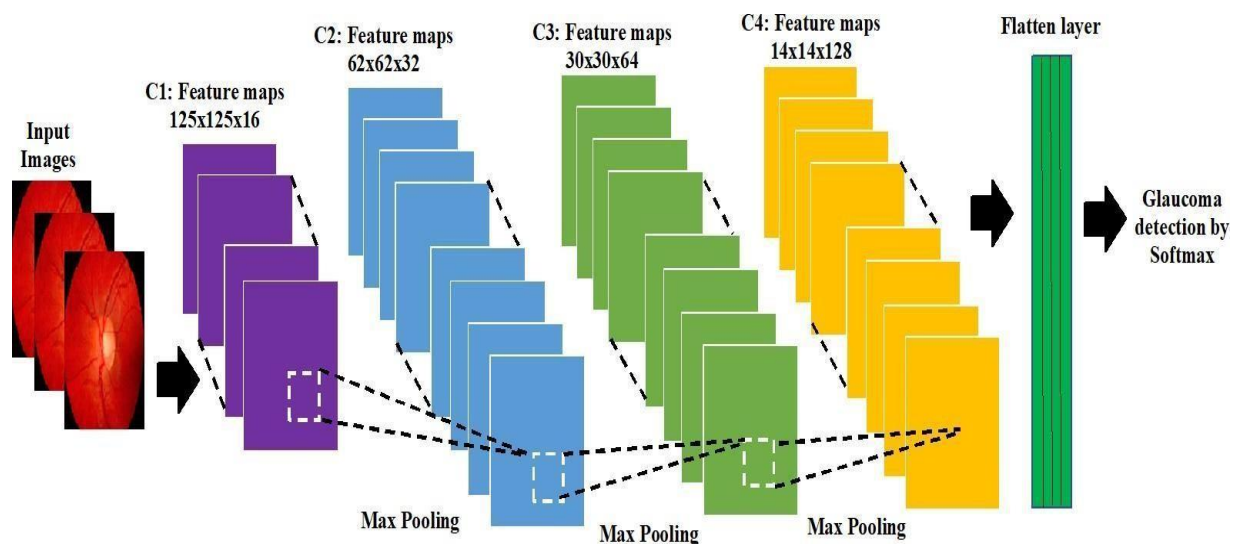 Input
Images
C1: Feature maps
125x125x16
C2: Feature maps
62x62x32
C3: Feature maps
30x30x64
C4: Feature maps
14x14x128
Flatten layer
Glaucoma
detection by
Softmax
Max Pooling
Max Pooling
Max Pooling